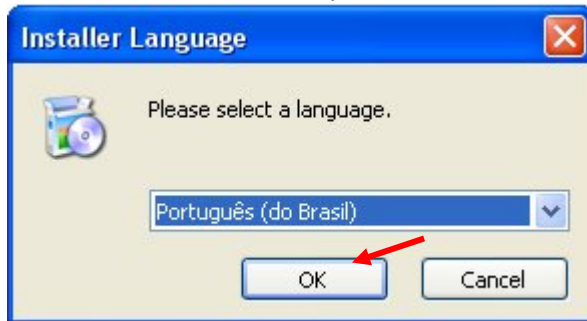 Installer Language
Please select a language.
Português (do Brasil)
OK
Cancel